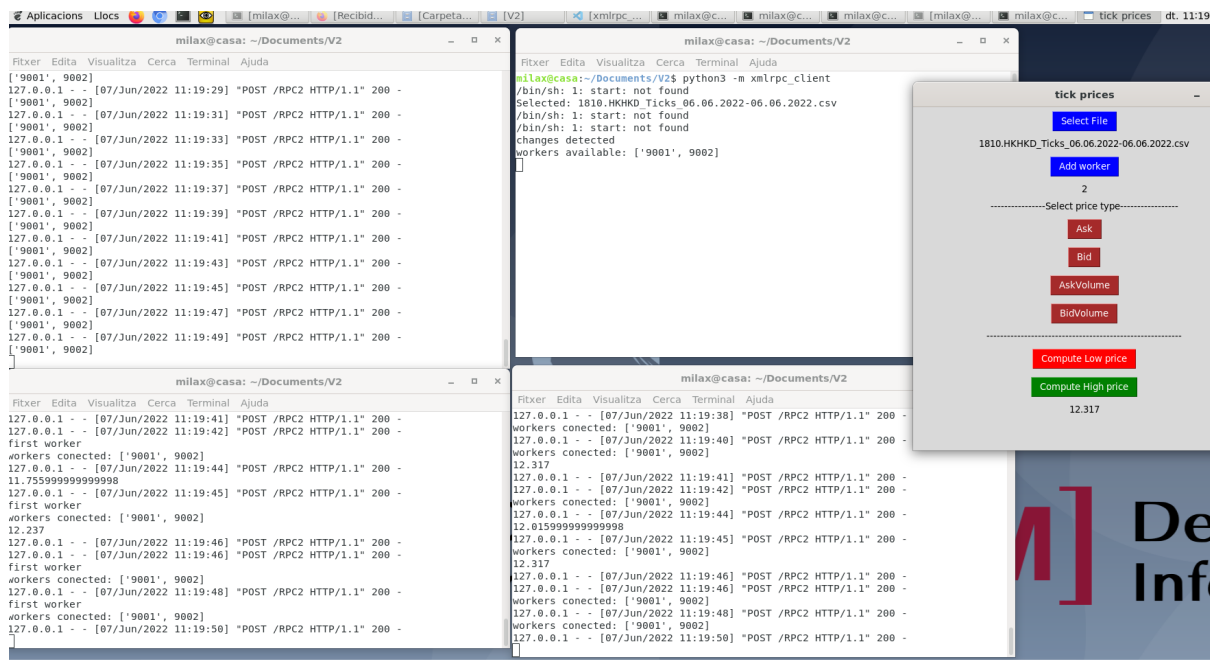 Aplicacions Llocs [milax@... [Recibid... [Carpeta... [V2] [xmlrpc_... milax@c... milax@c... milax@c... [milax@... milax@c... tick prices dt. 11:19
milax@casa: ~/Documents/V2
Fitxer Edita Visualitza Cerca Terminal Ajuda
['9001', 9002]
127.0.0.1 - - [07/Jun/2022 11:19:29] "POST /RPC2 HTTP/1.1" 200 -
['9001', 9002]
127.0.0.1 - - [07/Jun/2022 11:19:31] "POST /RPC2 HTTP/1.1" 200 -
['9001', 9002]
127.0.0.1 - - [07/Jun/2022 11:19:33] "POST /RPC2 HTTP/1.1" 200 -
['9001', 9002]
127.0.0.1 - - [07/Jun/2022 11:19:35] "POST /RPC2 HTTP/1.1" 200 -
['9001', 9002]
127.0.0.1 - - [07/Jun/2022 11:19:37] "POST /RPC2 HTTP/1.1" 200 -
['9001', 9002]
127.0.0.1 - - [07/Jun/2022 11:19:39] "POST /RPC2 HTTP/1.1" 200 -
['9001', 9002]
127.0.0.1 - - [07/Jun/2022 11:19:41] "POST /RPC2 HTTP/1.1" 200 -
['9001', 9002]
127.0.0.1 - - [07/Jun/2022 11:19:43] "POST /RPC2 HTTP/1.1" 200 -
['9001', 9002]
127.0.0.1 - - [07/Jun/2022 11:19:45] "POST /RPC2 HTTP/1.1" 200 -
['9001', 9002]
127.0.0.1 - - [07/Jun/2022 11:19:47] "POST /RPC2 HTTP/1.1" 200 -
['9001', 9002]
127.0.0.1 - - [07/Jun/2022 11:19:49] "POST /RPC2 HTTP/1.1" 200 -
['9001', 9002]
milax@casa: ~/Documents/V2
Fitxer Edita Visualitza Cerca Terminal Ajuda
milax@casa:~/Documents/V2$ python3 -m xmlrpc_client
/bin/sh: 1: start: not found
Selected: 1810.HKHKD_Ticks_06.06.2022-06.06.2022.csv
/bin/sh: 1: start: not found
/bin/sh: 1: start: not found
changes detected
workers available: ['9001', 9002]
tick prices
Select File
1810.HKHKD_Ticks_06.06.2022-06.06.2022.csv
Add worker
2
----------------Select price type-----------------
Ask
Bid
AskVolume
BidVolume
----------------------------------------------------------
Compute Low price
Compute High price
12.317
milax@casa: ~/Documents/V2
Fitxer Edita Visualitza Cerca Terminal Ajuda
127.0.0.1 - - [07/Jun/2022 11:19:41] "POST /RPC2 HTTP/1.1" 200 -
127.0.0.1 - - [07/Jun/2022 11:19:42] "POST /RPC2 HTTP/1.1" 200 -
first worker
workers conected: ['9001', 9002]
127.0.0.1 - - [07/Jun/2022 11:19:44] "POST /RPC2 HTTP/1.1" 200 -
11.755999999999998
127.0.0.1 - - [07/Jun/2022 11:19:45] "POST /RPC2 HTTP/1.1" 200 -
first worker
workers conected: ['9001', 9002]
12.237
127.0.0.1 - - [07/Jun/2022 11:19:46] "POST /RPC2 HTTP/1.1" 200 -
127.0.0.1 - - [07/Jun/2022 11:19:46] "POST /RPC2 HTTP/1.1" 200 -
first worker
workers conected: ['9001', 9002]
127.0.0.1 - - [07/Jun/2022 11:19:48] "POST /RPC2 HTTP/1.1" 200 -
first worker
workers conected: ['9001', 9002]
127.0.0.1 - - [07/Jun/2022 11:19:50] "POST /RPC2 HTTP/1.1" 200 -
milax@casa: ~/Documents/V2
Fitxer Edita Visualitza Cerca Terminal Ajuda
127.0.0.1 - - [07/Jun/2022 11:19:38] "POST /RPC2 HTTP/1.1" 200 -
workers conected: ['9001', 9002]
127.0.0.1 - - [07/Jun/2022 11:19:40] "POST /RPC2 HTTP/1.1" 200 -
workers conected: ['9001', 9002]
12.317
127.0.0.1 - - [07/Jun/2022 11:19:41] "POST /RPC2 HTTP/1.1" 200 -
127.0.0.1 - - [07/Jun/2022 11:19:42] "POST /RPC2 HTTP/1.1" 200 -
workers conected: ['9001', 9002]
127.0.0.1 - - [07/Jun/2022 11:19:44] "POST /RPC2 HTTP/1.1" 200 -
12.015999999999998
127.0.0.1 - - [07/Jun/2022 11:19:45] "POST /RPC2 HTTP/1.1" 200 -
workers conected: ['9001', 9002]
12.317
127.0.0.1 - - [07/Jun/2022 11:19:46] "POST /RPC2 HTTP/1.1" 200 -
127.0.0.1 - - [07/Jun/2022 11:19:46] "POST /RPC2 HTTP/1.1" 200 -
workers conected: ['9001', 9002]
127.0.0.1 - - [07/Jun/2022 11:19:48] "POST /RPC2 HTTP/1.1" 200 -
workers conected: ['9001', 9002]
127.0.0.1 - - [07/Jun/2022 11:19:50] "POST /RPC2 HTTP/1.1" 200 -
De
Inf